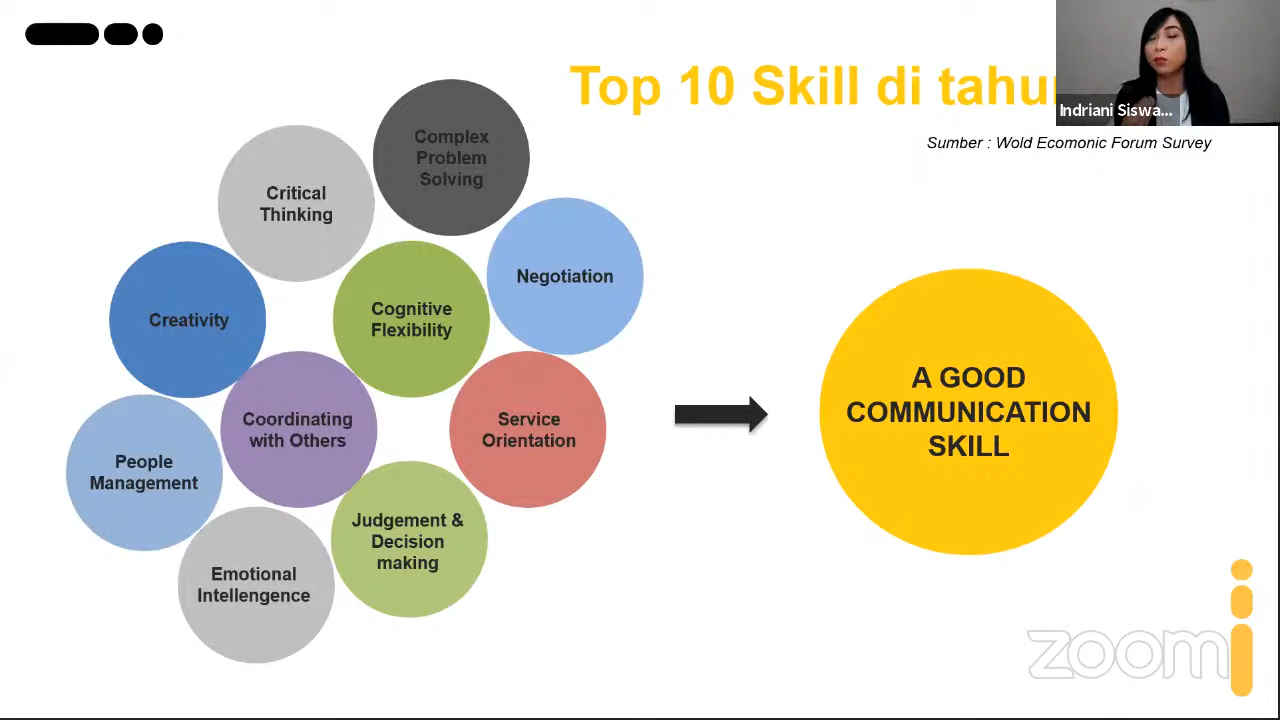 Top 10 Skill di tahu
Indriani Siswa...
Sumber : Wold Ecomonic Forum Survey
Complex
Problem
Solving
Critical
Thinking
Negotiation
Creativity
Cognitive
Flexibility
Coordinating
with Others
Service
Orientation
People
Management
Judgement &
Decision
making
Emotional
Intellengence
A GOOD
COMMUNICATION
SKILL
zoom